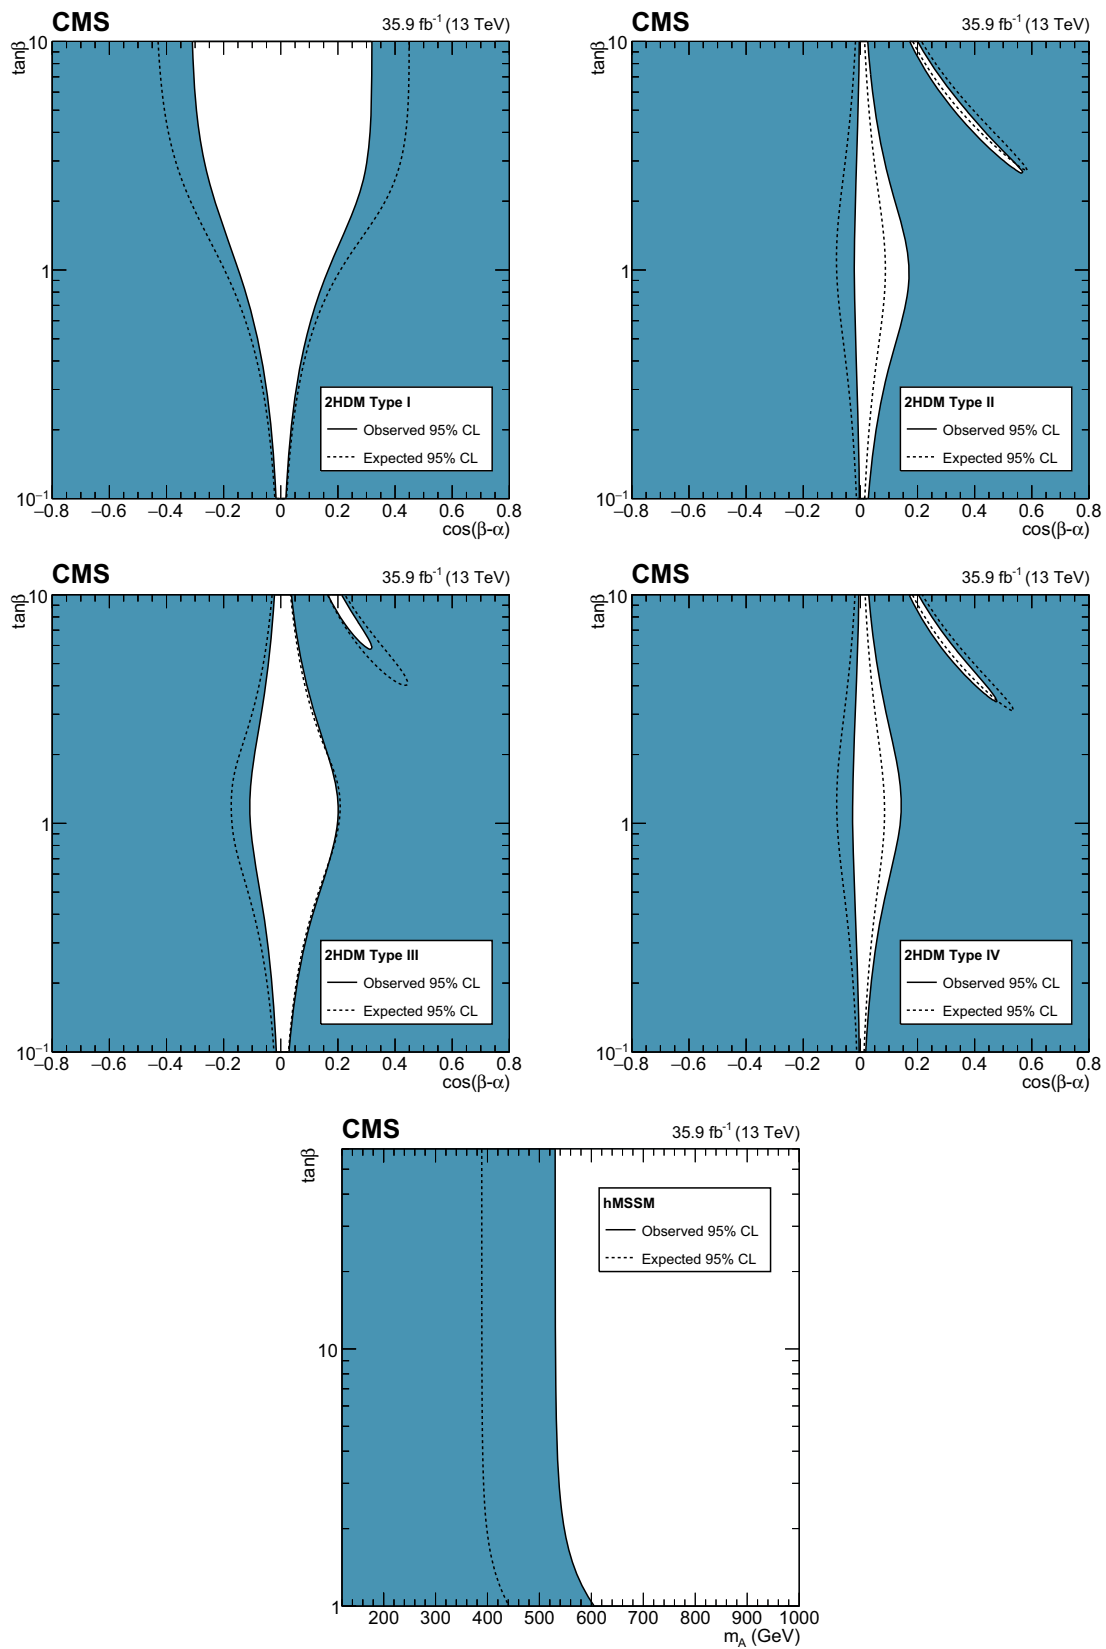 CMS 35.9 fb⁻¹ (13 TeV)
tanβ
10
1
10⁻¹
2HDM Type I
Observed 95% CL
Expected 95% CL
−0.8 −0.6 −0.4 −0.2 0 0.2 0.4 0.6 0.8
cos(β-α)
CMS 35.9 fb⁻¹ (13 TeV)
tanβ
10
1
10⁻¹
2HDM Type II
Observed 95% CL
Expected 95% CL
−0.8 −0.6 −0.4 −0.2 0 0.2 0.4 0.6 0.8
cos(β-α)
CMS 35.9 fb⁻¹ (13 TeV)
tanβ
10
1
10⁻¹
2HDM Type III
Observed 95% CL
Expected 95% CL
−0.8 −0.6 −0.4 −0.2 0 0.2 0.4 0.6 0.8
cos(β-α)
CMS 35.9 fb⁻¹ (13 TeV)
tanβ
10
1
10⁻¹
2HDM Type IV
Observed 95% CL
Expected 95% CL
−0.8 −0.6 −0.4 −0.2 0 0.2 0.4 0.6 0.8
cos(β-α)
CMS 35.9 fb⁻¹ (13 TeV)
tanβ
hMSSM
Observed 95% CL
Expected 95% CL
10
1
200 300 400 500 600 700 800 900 1000
m_A (GeV)